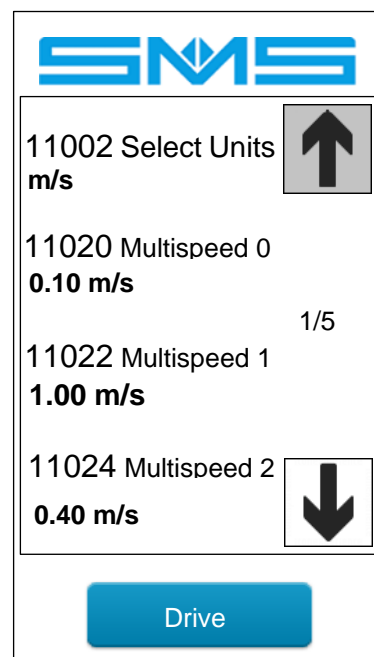 SMS
11002 Select Units
m/s
11020 Multispeed 0
0.10 m/s
1/5
11022 Multispeed 1
1.00 m/s
11024 Multispeed 2
0.40 m/s
Drive